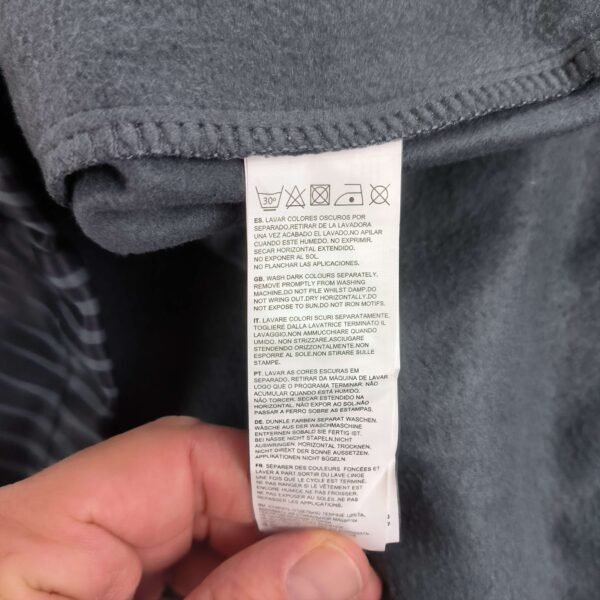 30°
ES. LAVAR COLORES OSCUROS POR
SEPARADO,RETIRAR DE LA LAVADORA
UNA VEZ ACABADO EL LAVADO.NO APILAR
CUANDO ESTE HUMEDO. NO EXPRIMIR.
SECAR HORIZONTAL EXTENDIDO.
NO EXPONER AL SOL.
NO PLANCHAR LAS APLICACIONES.
GB. WASH DARK COLOURS SEPARATELY.
REMOVE PROMPTLY FROM WASHING
MACHINE,DO NOT PILE WHILST DAMP,DO
NOT WRING OUT.DRY HORIZONTALLY,DO
NOT EXPOSE TO SUN.DO NOT IRON MOTIFS.
IT. LAVARE COLORI SCURI SEPARATAMENTE.
TOGLIERE DALLA LAVATRICE TERMINATO IL
LAVAGGIO.NON AMMUCCHIARE QUANDO
UMIDO. NON STRIZZARE.ASCIUGARE
STENDENDO ORIZZONTALMENTE.NON
ESPORRE AL SOLE.NON STIRARE SULLE
STAMPE.
PT. LAVAR AS CORES ESCURAS EM
SEPARADO, RETIRAR DA MÁQUINA DE LAVAR
LOGO QUE O PROGRAMA TERMINAR. NÃO
ACUMULAR QUANDO ESTÁ HÚMIDO.
NÃO TORCER. SECAR ESTENDIDO NA
HORIZONTAL. NÃO EXPOR AO SOL.NÃO
PASSAR A FERRO SOBRE AS ESTAMPAS.
DE. DUNKLE FARBEN SEPARAT WASCHEN.
WÄSCHE AUS DER WASCHMASCHINE
ENTFERNEN SOBALD SIE FERTIG IST.
BEI NÄSSE NICHT STAPELN.NICHT
AUSWRINGEN. HORIZONTAL TROCKNEN.
NICHT DIREKT DER SONNE AUSSETZEN.
APPLICATIONEN NICHT BÜGELN.
FR. SÉPARER DES COULEURS FONCÉES ET
LAVER À PART.SORTIR DU LAVE LINGE
UNE FOIS QUE LE CYCLE EST TERMINÉ,
NE PAS RANGER SI LE VÊTEMENT EST
ENCORE HUMIDE NE PAS FROISSER.
NE PAS EXPOSER AU SOLEIL .NE PAS
REPASSER LES APPLICATIONS.